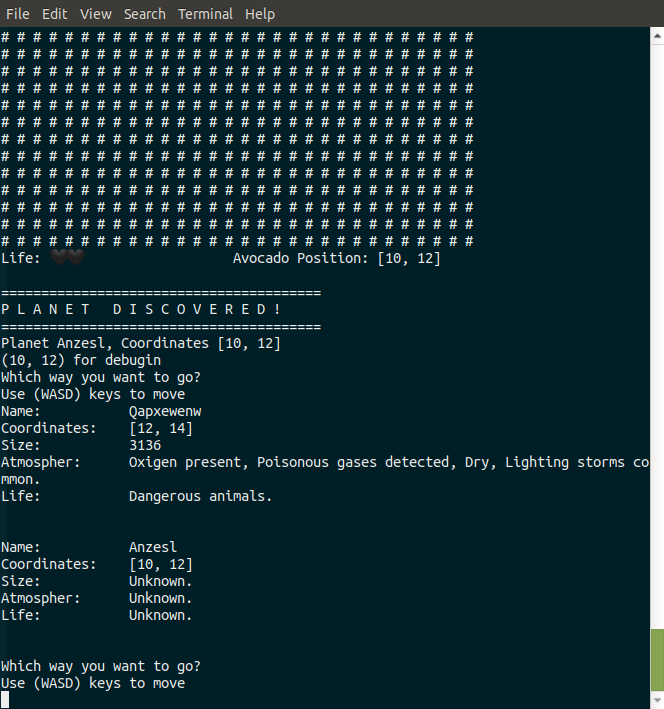 File Edit View Search Terminal Help
# # # # # # # # # # # # # # # # # # # # # # # # # # # # # #
# # # # # # # # # # # # # # # # # # # # # # # # # # # # # #
# # # # # # # # # # # # # # # # # # # # # # # # # # # # # #
# # # # # # # # # # # # # # # # # # # # # # # # # # # # # #
# # # # # # # # # # # # # # # # # # # # # # # # # # # # # #
# # # # # # # # # # # # # # # # # # # # # # # # # # # # # #
# # # # # # # # # # # # # # # # # # # # # # # # # # # # # #
# # # # # # # # # # # # # # # # # # # # # # # # # # # # # #
# # # # # # # # # # # # # # # # # # # # # # # # # # # # # #
# # # # # # # # # # # # # # # # # # # # # # # # # # # # # #
# # # # # # # # # # # # # # # # # # # # # # # # # # # # # #
# # # # # # # # # # # # # # # # # # # # # # # # # # # # # #
# # # # # # # # # # # # # # # # # # # # # # # # # # # # # #
Life: 🖤🖤 Avocado Position: [10, 12]
========================================
P L A N E T   D I S C O V E R E D !
========================================
Planet Anzesl, Coordinates [10, 12]
(10, 12) for debugin
Which way you want to go?
Use (WASD) keys to move
Name: Qapxewenw
Coordinates: [12, 14]
Size: 3136
Atmospher: Oxigen present, Poisonous gases detected, Dry, Lighting storms co
mmon.
Life: Dangerous animals.
Name: Anzesl
Coordinates: [10, 12]
Size: Unknown.
Atmospher: Unknown.
Life: Unknown.
Which way you want to go?
Use (WASD) keys to move